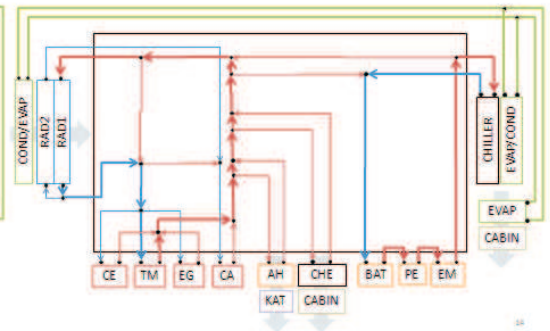 COND/EVAP
RAD2
RAD1
CHILLER
EVAP/COND
EVAP
CABIN
CE
TM
EG
CA
AH
CHE
BAT
PE
EM
KAT
CABIN